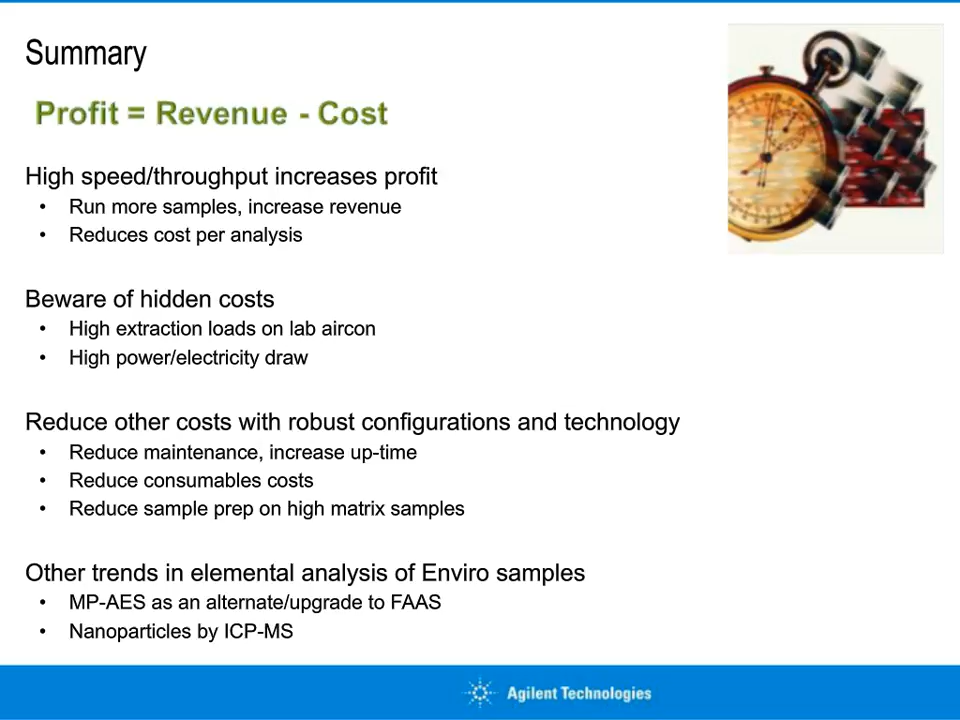 Summary
Profit = Revenue - Cost
High speed/throughput increases profit
• Run more samples, increase revenue
• Reduces cost per analysis
Beware of hidden costs
• High extraction loads on lab aircon
• High power/electricity draw
Reduce other costs with robust configurations and technology
• Reduce maintenance, increase up-time
• Reduce consumables costs
• Reduce sample prep on high matrix samples
Other trends in elemental analysis of Enviro samples
• MP-AES as an alternate/upgrade to FAAS
• Nanoparticles by ICP-MS
Agilent Technologies